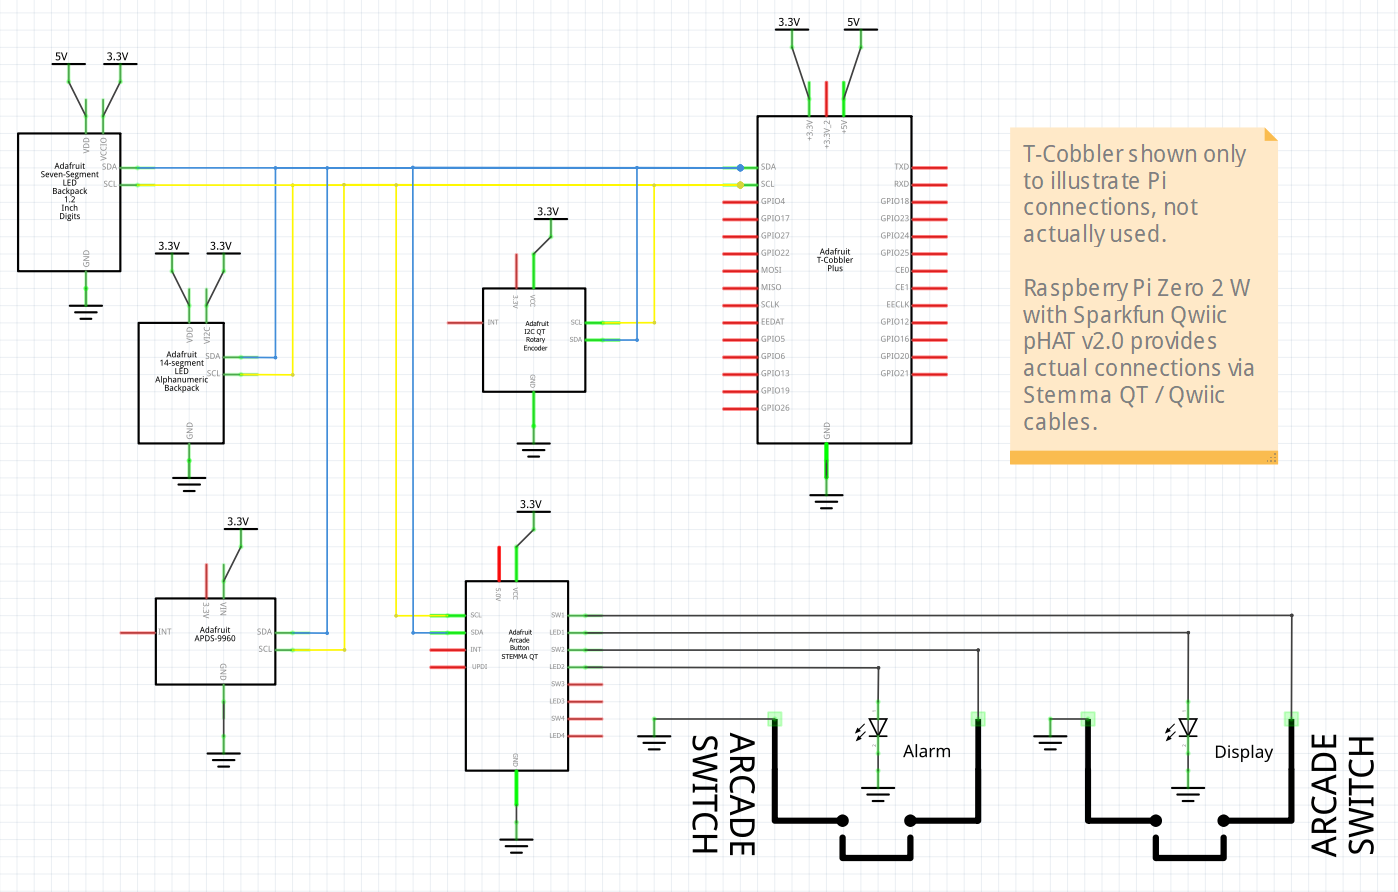 3.3V
5V
5V
3.3V
+3.3V
+3.3V_2
+5V
VDD
VCCIO
Adafruit
Seven-Segment
LED
Backpack
1.2
Inch
Digits
SDA
SCL
GND
3.3V
3.3V
VDD
VI2C
Adafruit
14-segment
LED
Alphanumeric
Backpack
SDA
SCL
GND
3.3V
3.3V
VCC
INT
Adafruit
I2C QT
Rotary
Encoder
SCL
SDA
GND
SDA
SCL
GPIO4
GPIO17
GPIO27
GPIO22
MOSI
MISO
SCLK
EEDAT
GPIO5
GPIO6
GPIO13
GPIO19
GPIO26
Adafruit
T-Cobbler
Plus
TXD
RXD
GPIO18
GPIO23
GPIO24
GPIO25
CE0
CE1
EECLK
GPIO12
GPIO16
GPIO20
GPIO21
GND
T-Cobbler shown only
to illustrate Pi
connections, not
actually used.
Raspberry Pi Zero 2 W
with Sparkfun Qwiic
pHAT v2.0 provides
actual connections via
Stemma QT / Qwiic
cables.
3.3V
3.3V
VIN
INT
Adafruit
APDS-9960
SDA
SCL
GND
3.3V
5.0V
VCC
SCL
SDA
INT
UPDI
Adafruit
Arcade
Button
STEMMA QT
SW1
LED1
SW2
LED2
SW3
LED3
SW4
LED4
GND
ARCADE
SWITCH
1
2
Alarm
1
2
Display
ARCADE
SWITCH